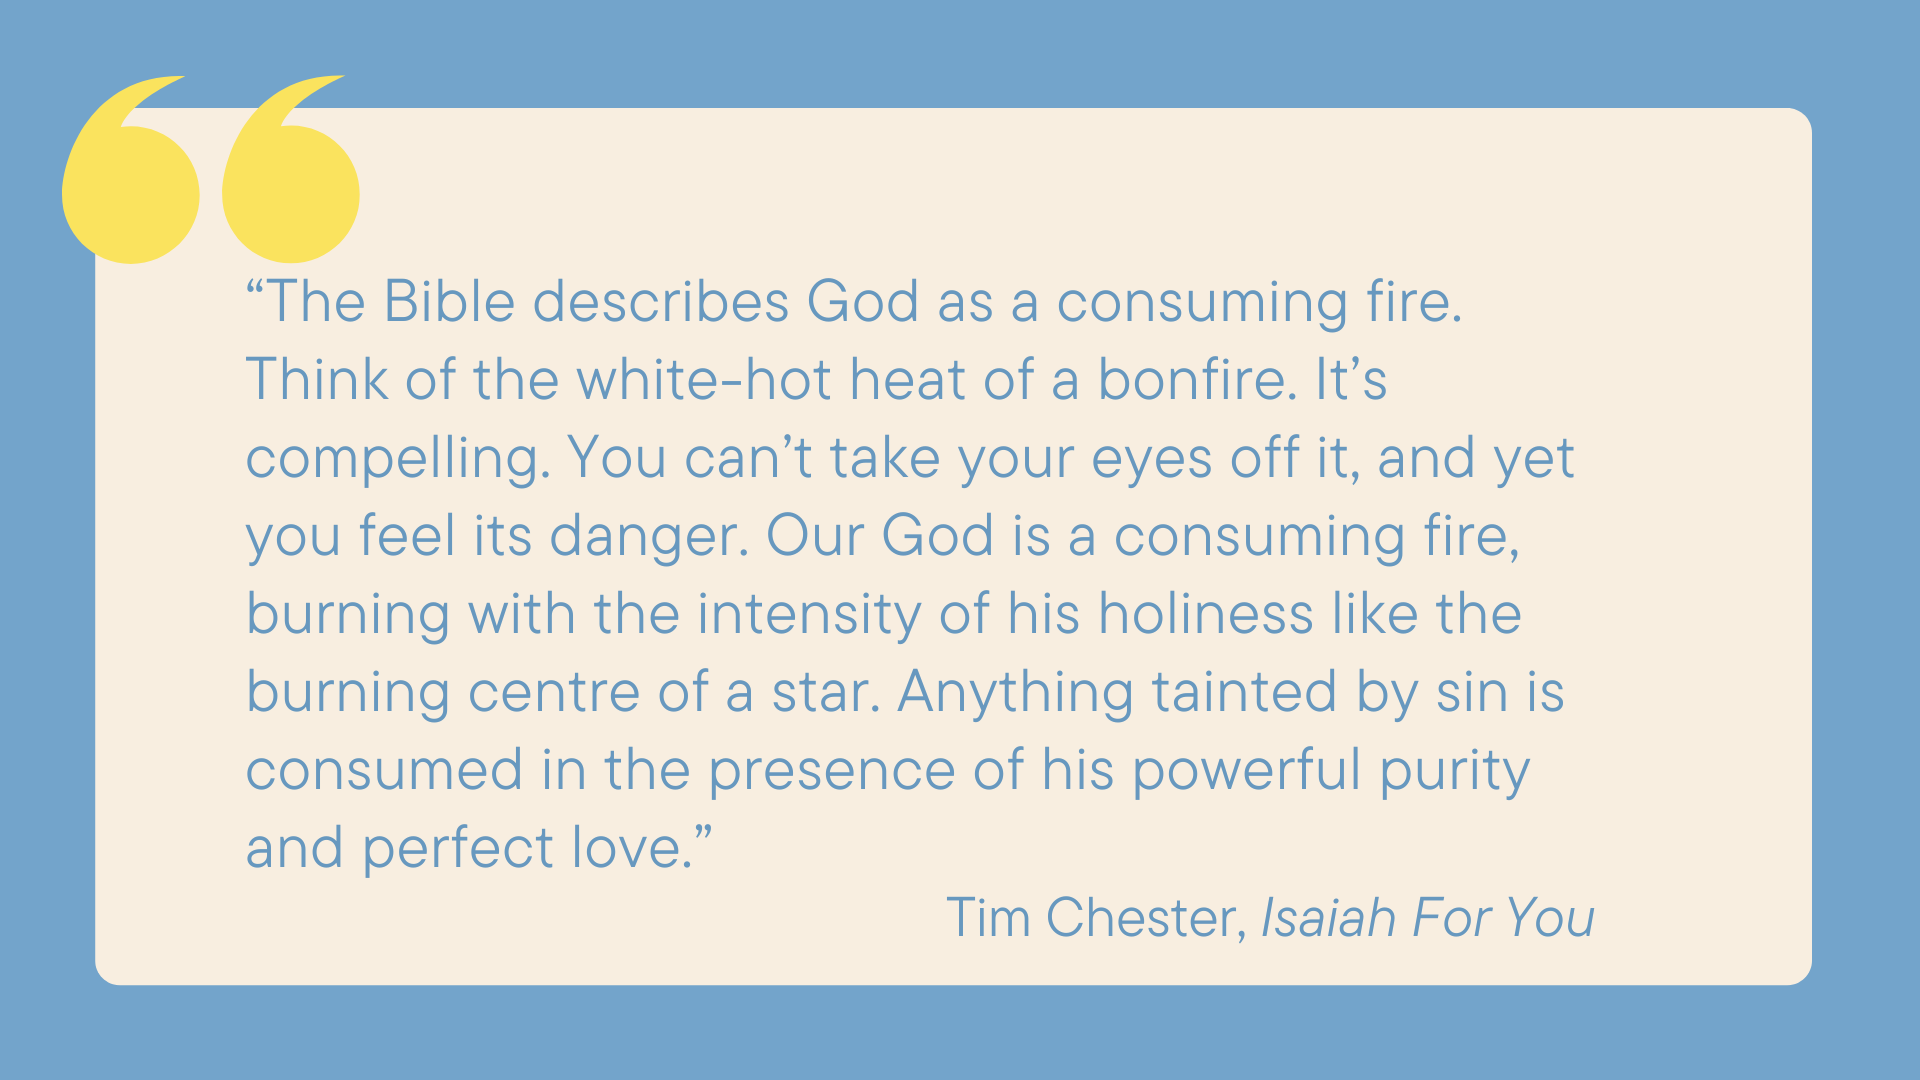 “The Bible describes God as a consuming fire.
Think of the white-hot heat of a bonfire. It’s
compelling. You can’t take your eyes off it, and yet
you feel its danger. Our God is a consuming fire,
burning with the intensity of his holiness like the
burning centre of a star. Anything tainted by sin is
consumed in the presence of his powerful purity
and perfect love.”
Tim Chester, Isaiah For You